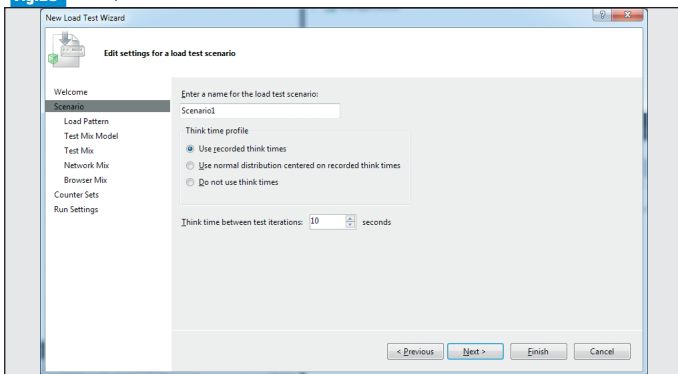 New Load Test Wizard
Edit settings for a load test scenario
Welcome
Scenario
Load Pattern
Test Mix Model
Test Mix
Network Mix
Browser Mix
Counter Sets
Run Settings
Enter a name for the load test scenario:
Scenario1
Think time profile
Use recorded think times
Use normal distribution centered on recorded think times
Do not use think times
Think time between test iterations: 10 seconds
< Previous Next > Finish Cancel